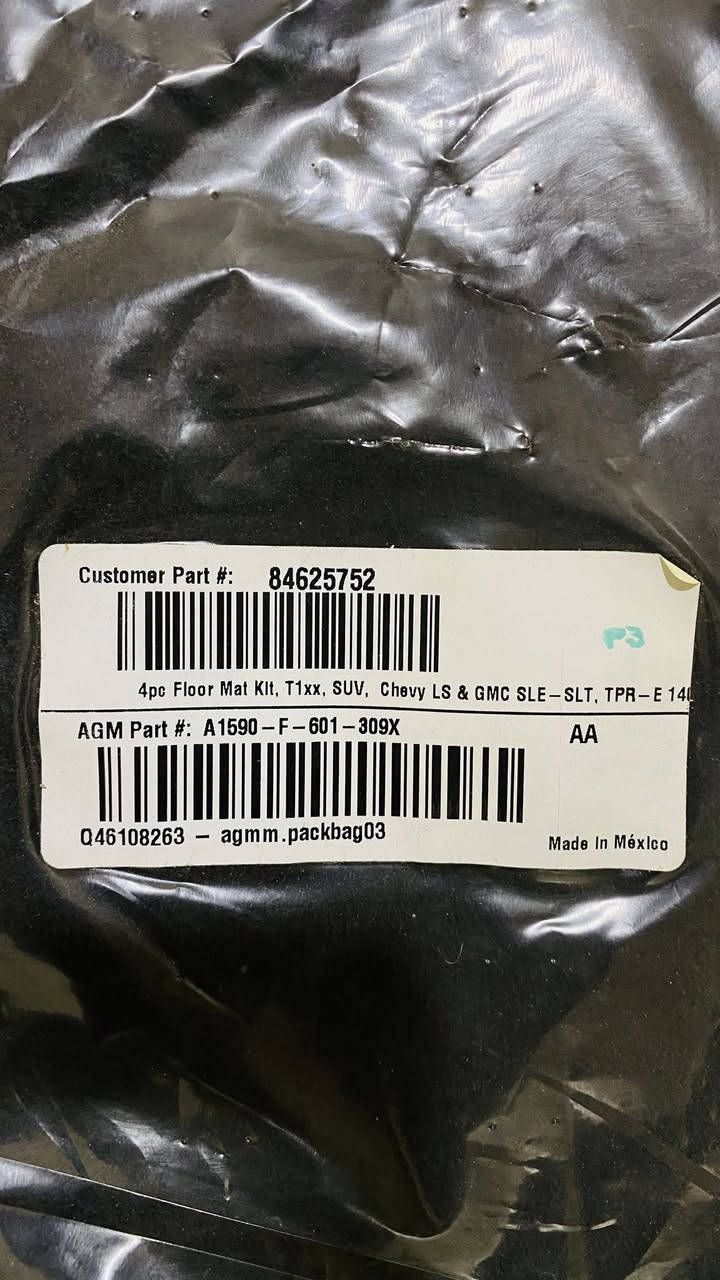 Customer Part #: 84625752
P3
4pc Floor Mat Kit, T1xx, SUV, Chevy LS & GMC SLE-SLT, TPR-E
AGM Part #: A1590-F-601-309X
AA
Q46108263 - agmm.packbag03
Made In México